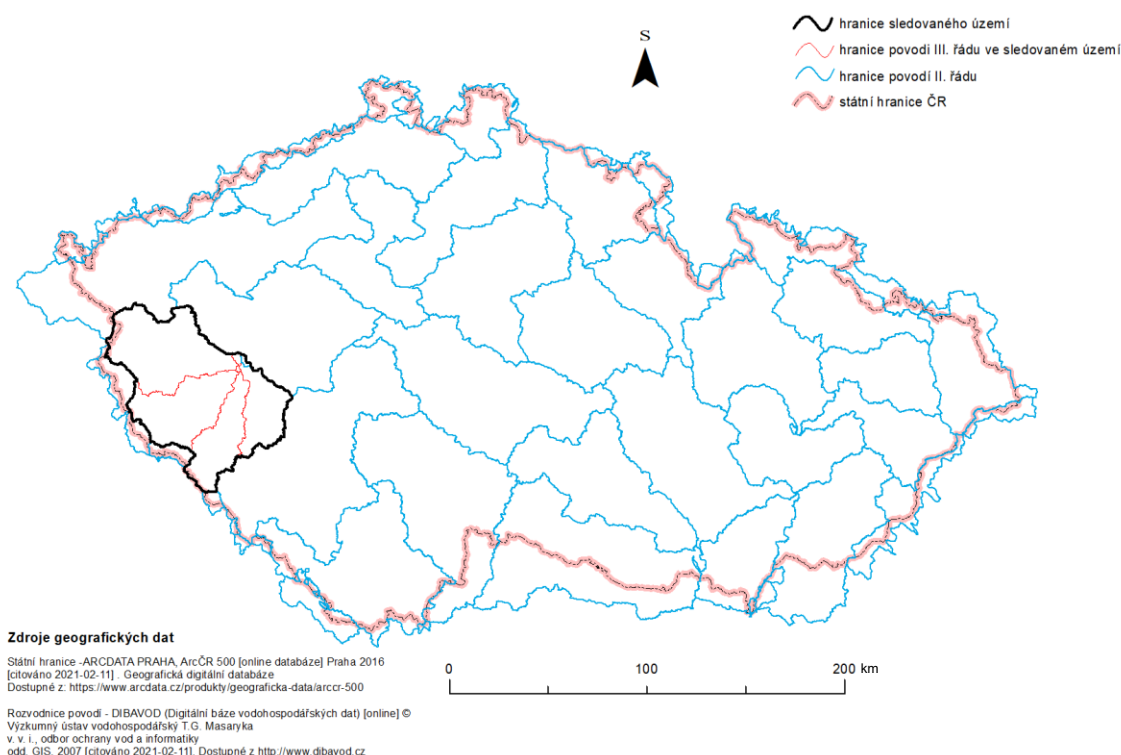 hranice sledovaného území
hranice povodi III. řádu ve sledovaném území
hranice povodí II. řádu
státní hranice ČR
S
Zdroje geografických dat
Státní hranice -ARCDATA PRAHA, ArcČR 500 [online databáze] Praha 2016
[citováno 2021-02-11] . Geografická digitální databáze
Dostupné z: https://www.arcdata.cz/produkty/geograficka-data/arccr-500
0 100 200 km
Rozvodnice povodí - DIBAVOD (Digitální báze vodohospodářských dat) [online] ©
Výzkumný ústav vodohospodářský T.G. Masaryka
v. v. i., odbor ochrany vod a informatiky
odd. GIS, 2007 [citováno 2021-02-11]. Dostupné z http://www.dibavod.cz